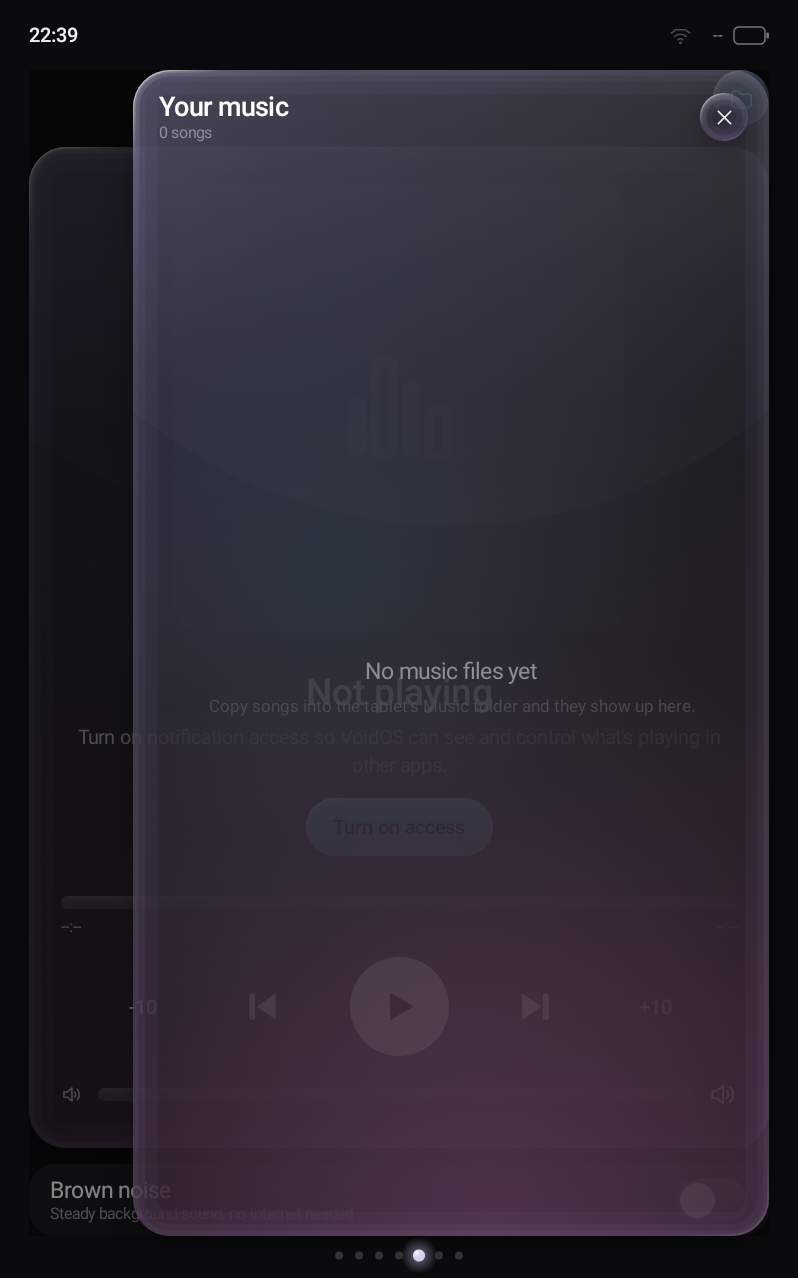 22:39
--
Your music
0 songs
No music files yet
Not playing
Copy songs into the tablet's Music folder and they show up here.
Turn on notification access so VoidOS can see and control what's playing in
other apps.
Turn on access
--:--
--:--
-10
+10
Brown noise
Steady background sound, no internet needed